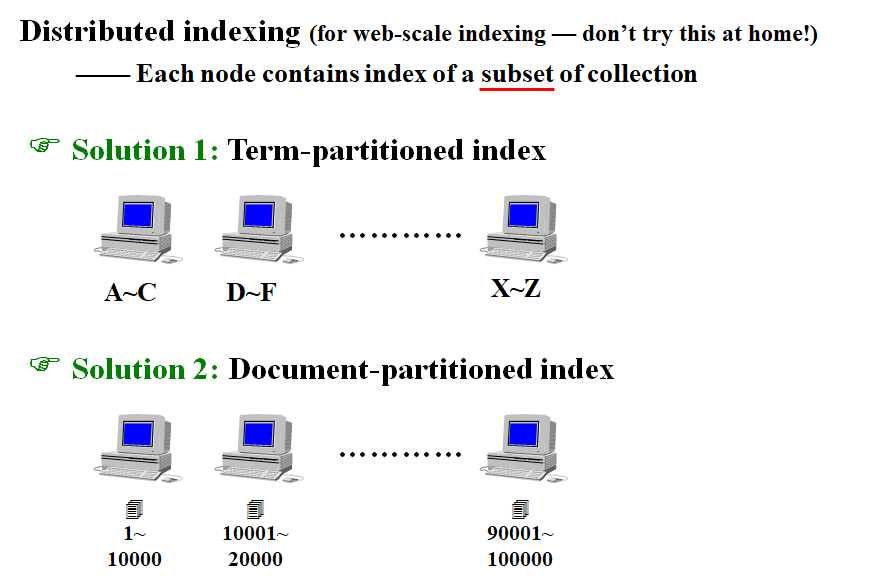 Distributed indexing (for web-scale indexing — don’t try this at home!)
—— Each node contains index of a subset of collection
☞ Solution 1: Term-partitioned index
…………
A~C D~F X~Z
☞ Solution 2: Document-partitioned index
…………
1~ 10001~ 90001~
10000 20000 100000